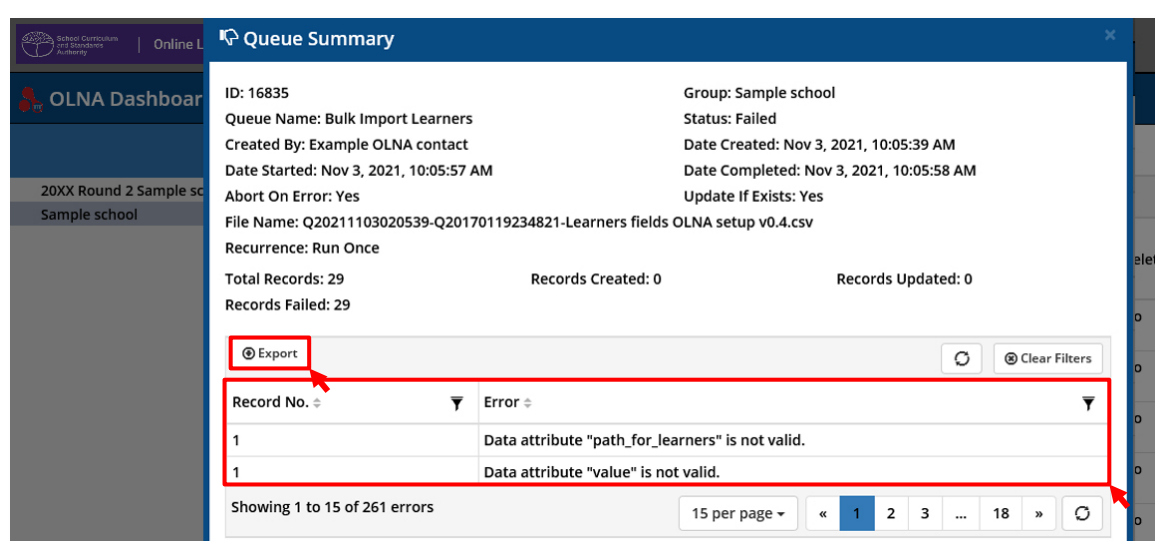 School Curriculum
and Standards
Authority
Online L
Queue Summary
×
OLNA Dashboar
ID: 16835
Group: Sample school
Queue Name: Bulk Import Learners
Status: Failed
Created By: Example OLNA contact
Date Created: Nov 3, 2021, 10:05:39 AM
Date Started: Nov 3, 2021, 10:05:57 AM
Date Completed: Nov 3, 2021, 10:05:58 AM
20XX Round 2 Sample sc
Abort On Error: Yes
Update If Exists: Yes
Sample school
File Name: Q20211103020539-Q20170119234821-Learners fields OLNA setup v0.4.csv
Recurrence: Run Once
elet
Total Records: 29
Records Created: 0
Records Updated: 0
Records Failed: 29
o
Export
Clear Filters
o
Record No.
Error
o
1
Data attribute "path_for_learners" is not valid.
1
Data attribute "value" is not valid.
o
Showing 1 to 15 of 261 errors
15 per page
« 1 2 3 ... 18 »
o